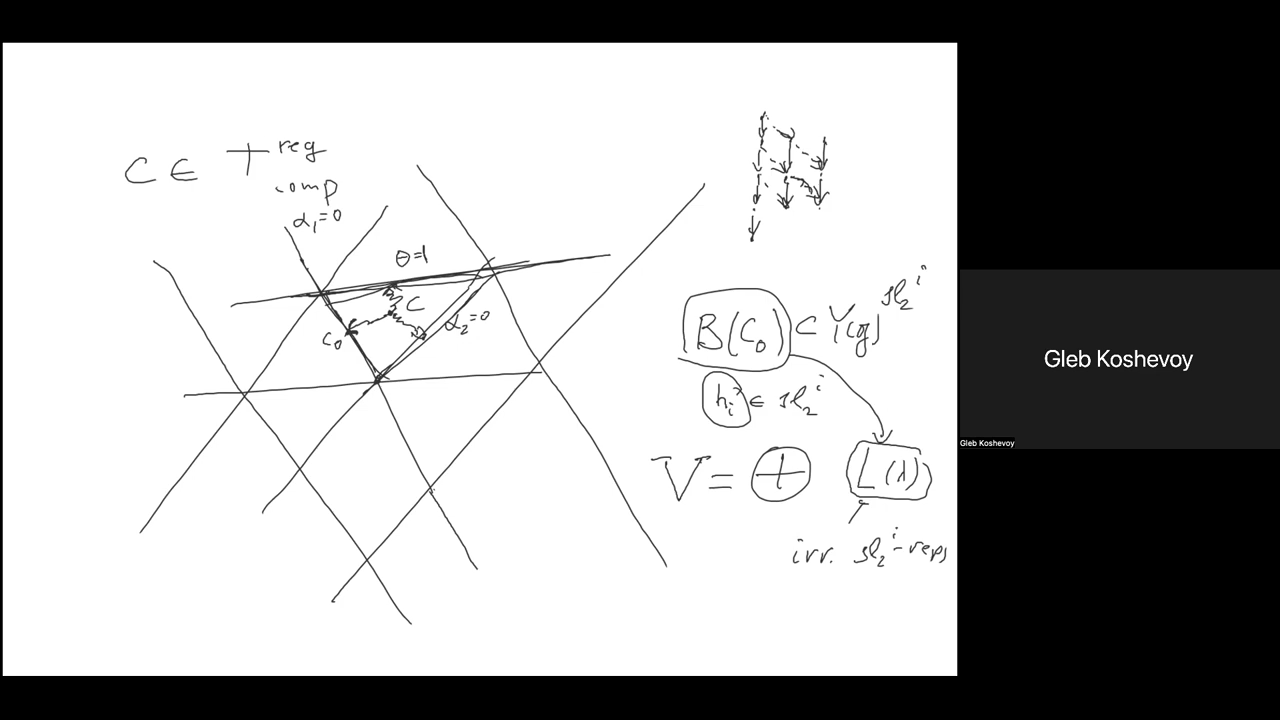 C ∈ T reg comp
α₁=0
θ=1
C
C₀
α₂=0
B(C₀) ⊂ Y(g)^{sl₂^i}
h_i ∈ sl₂^i
V = ⊕ L(λ)
irr. sl₂^i-reps
Gleb Koshevoy
Gleb Koshevoy